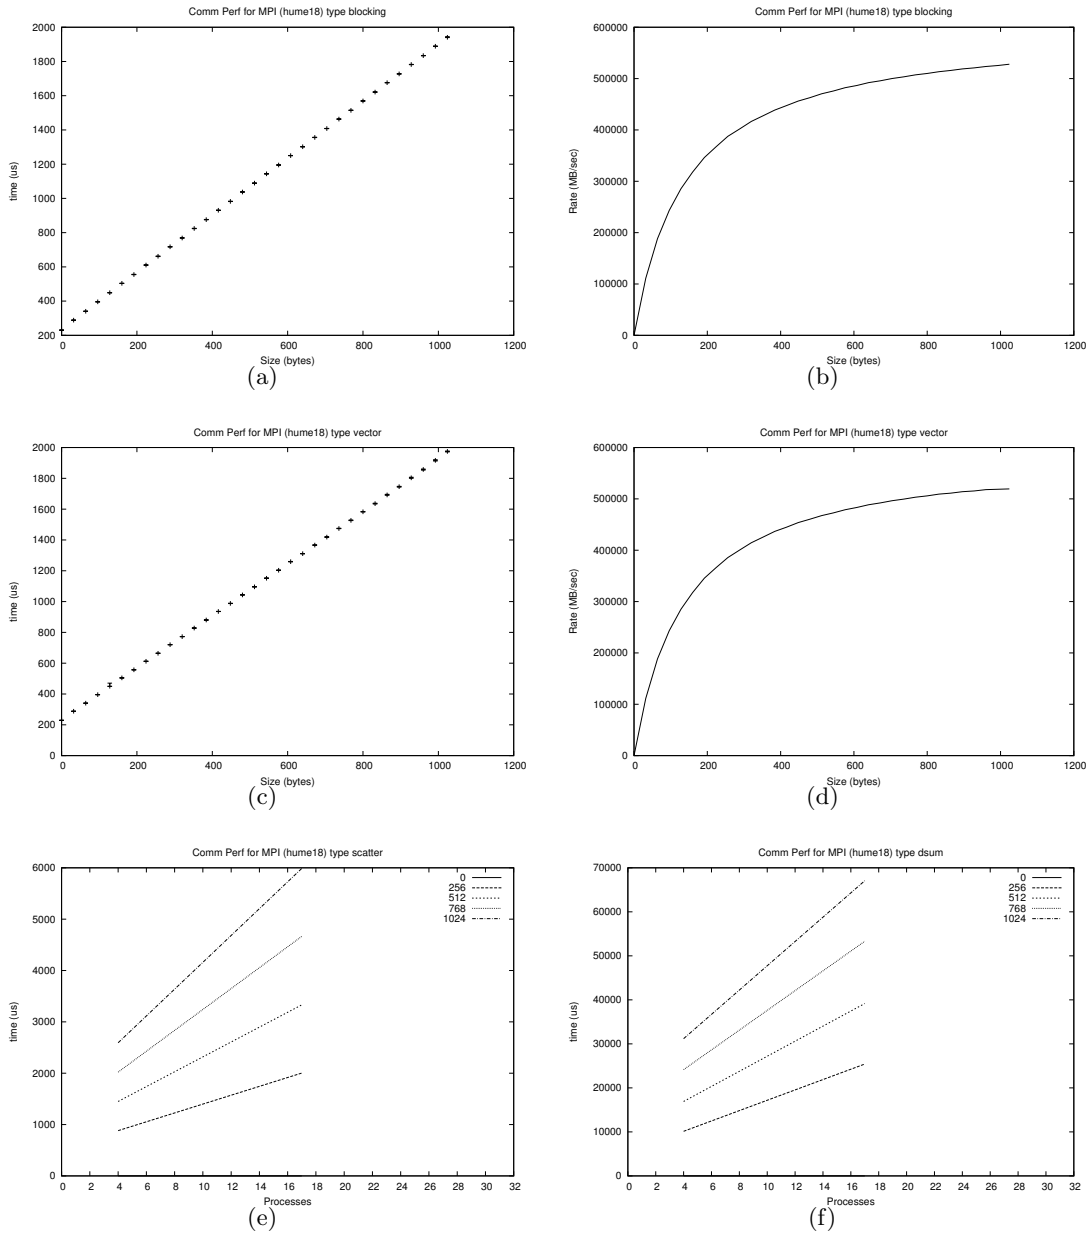 Comm Perf for MPI (hume18) type blocking
2000
1800
1600
1400
1200
1000
800
600
400
200
time (us)
0 200 400 600 800 1000 1200
Size (bytes)
(a)
Comm Perf for MPI (hume18) type blocking
600000
500000
400000
300000
200000
100000
0
Rate (MB/sec)
0 200 400 600 800 1000 1200
Size (bytes)
(b)
Comm Perf for MPI (hume18) type vector
2000
1800
1600
1400
1200
1000
800
600
400
200
0
time (us)
0 200 400 600 800 1000 1200
Size (bytes)
(c)
Comm Perf for MPI (hume18) type vector
600000
500000
400000
300000
200000
100000
0
Rate (MB/sec)
0 200 400 600 800 1000 1200
Size (bytes)
(d)
Comm Perf for MPI (hume18) type scatter
6000
5000
4000
3000
2000
1000
0
time (us)
0
256
512
768
1024
0 2 4 6 8 10 12 14 16 18 20 22 24 26 28 30 32
Processes
(e)
Comm Perf for MPI (hume18) type dsum
70000
60000
50000
40000
30000
20000
10000
0
time (us)
0
256
512
768
1024
0 2 4 6 8 10 12 14 16 18 20 22 24 26 28 30 32
Processes
(f)